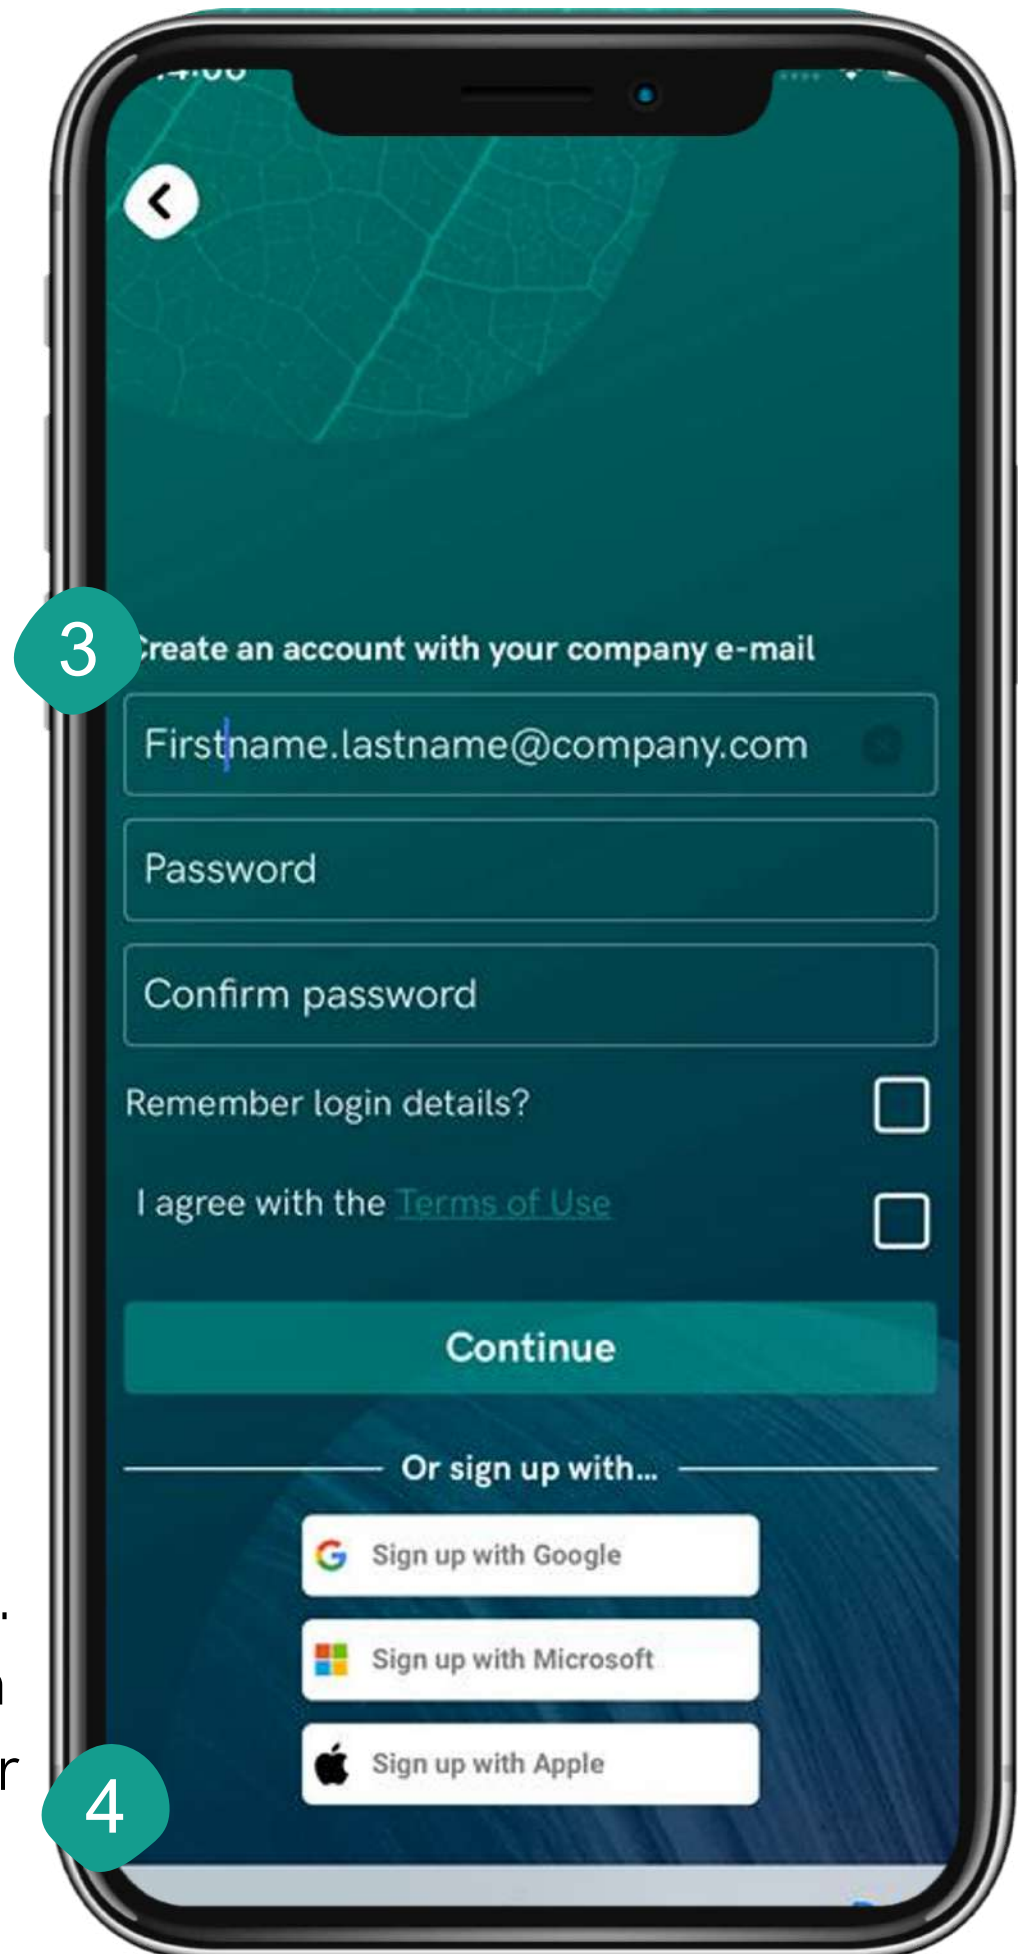 3
Create an account with your company e-mail
Firstname.lastname@company.com
Password
Confirm password
Remember login details?
I agree with the Terms of Use
Continue
Or sign up with...
Sign up with Google
Sign up with Microsoft
Sign up with Apple
r
4